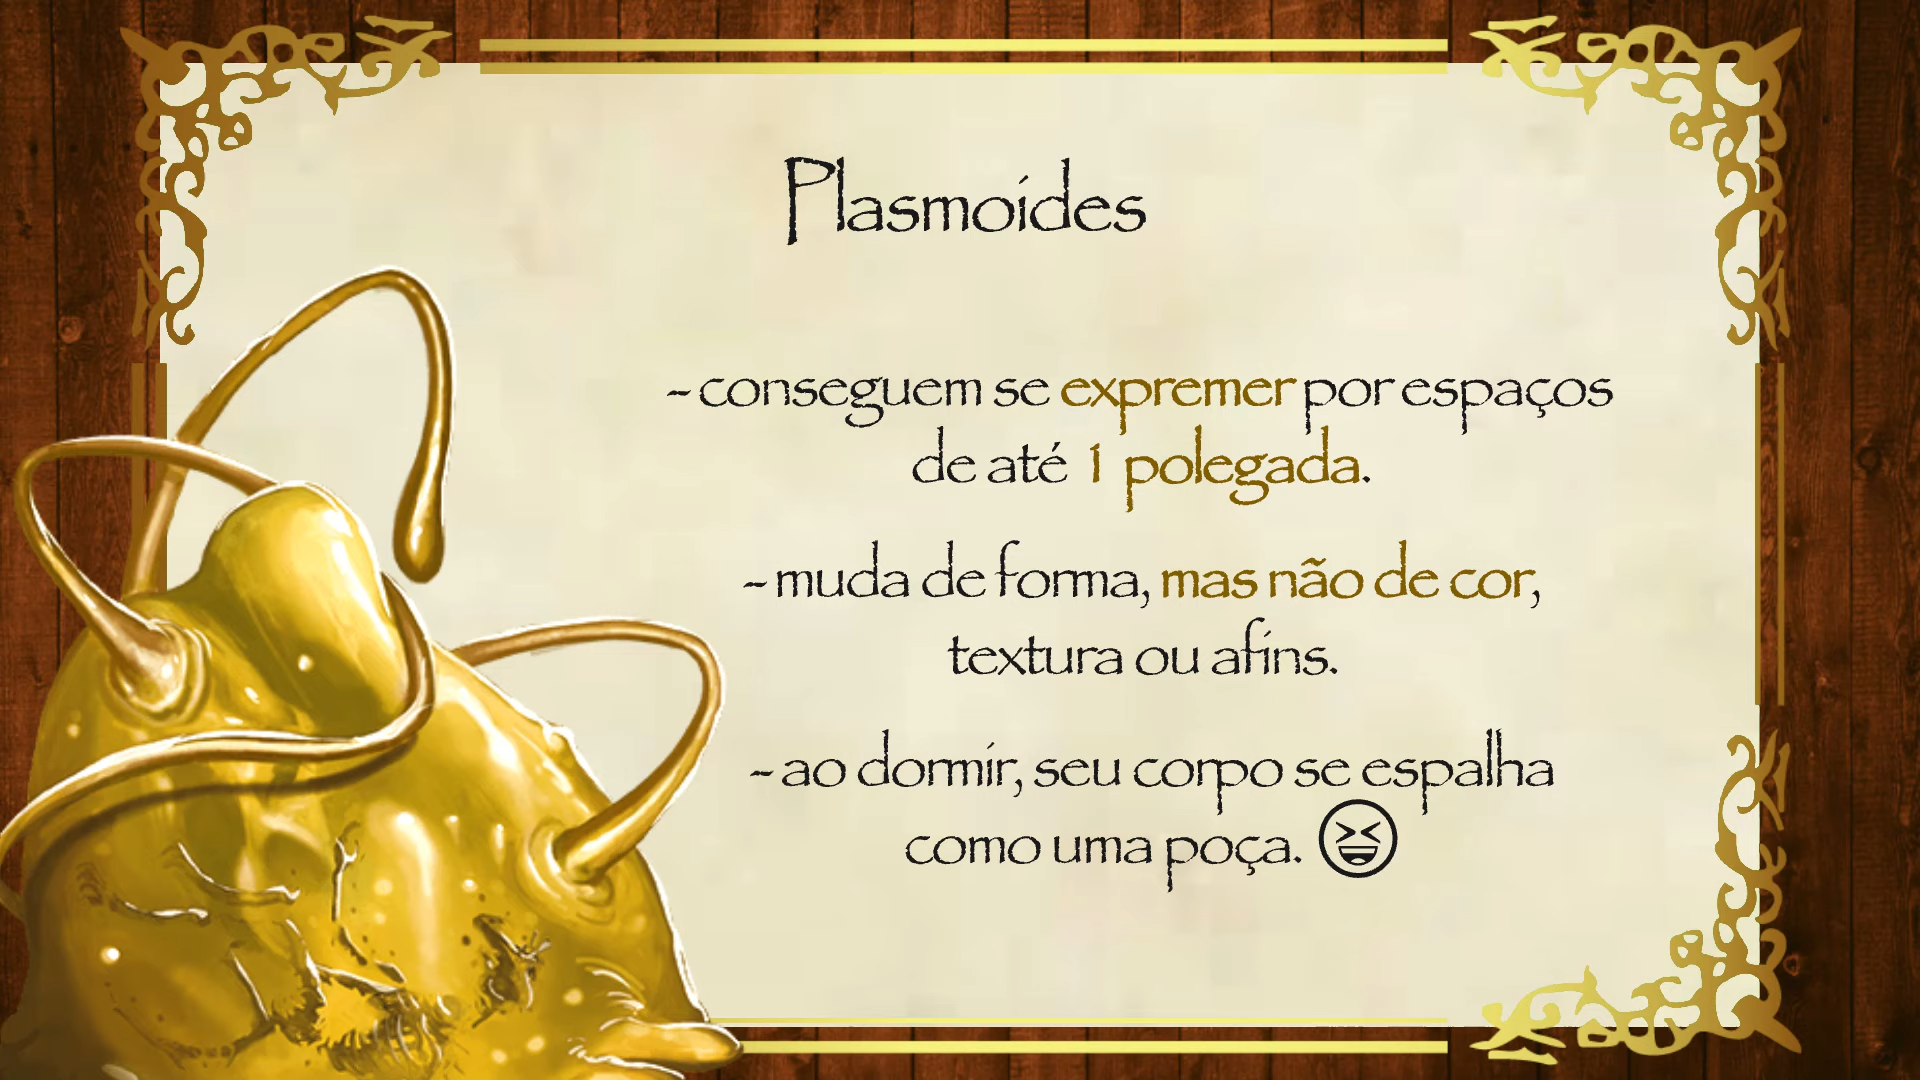 Plasmoides
- conseguem se expremer por espaços
de até 1 polegada.
- muda de forma, mas não de cor,
textura ou afins.
- ao dormir, seu corpo se espalha
como uma poça. 😆